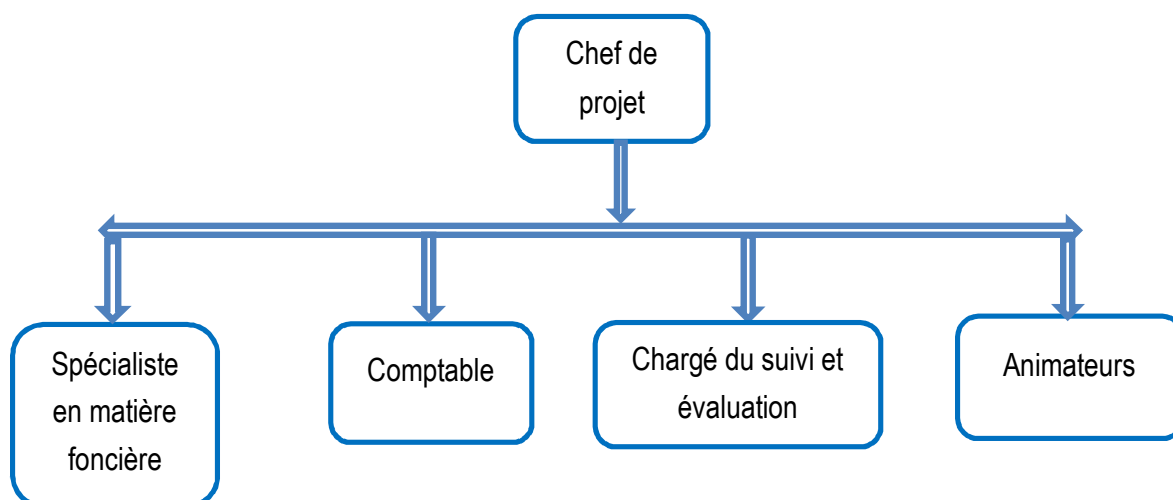 Chef de
projet
Spécialiste
en matière
foncière
Comptable
Chargé du suivi et
évaluation
Animateurs